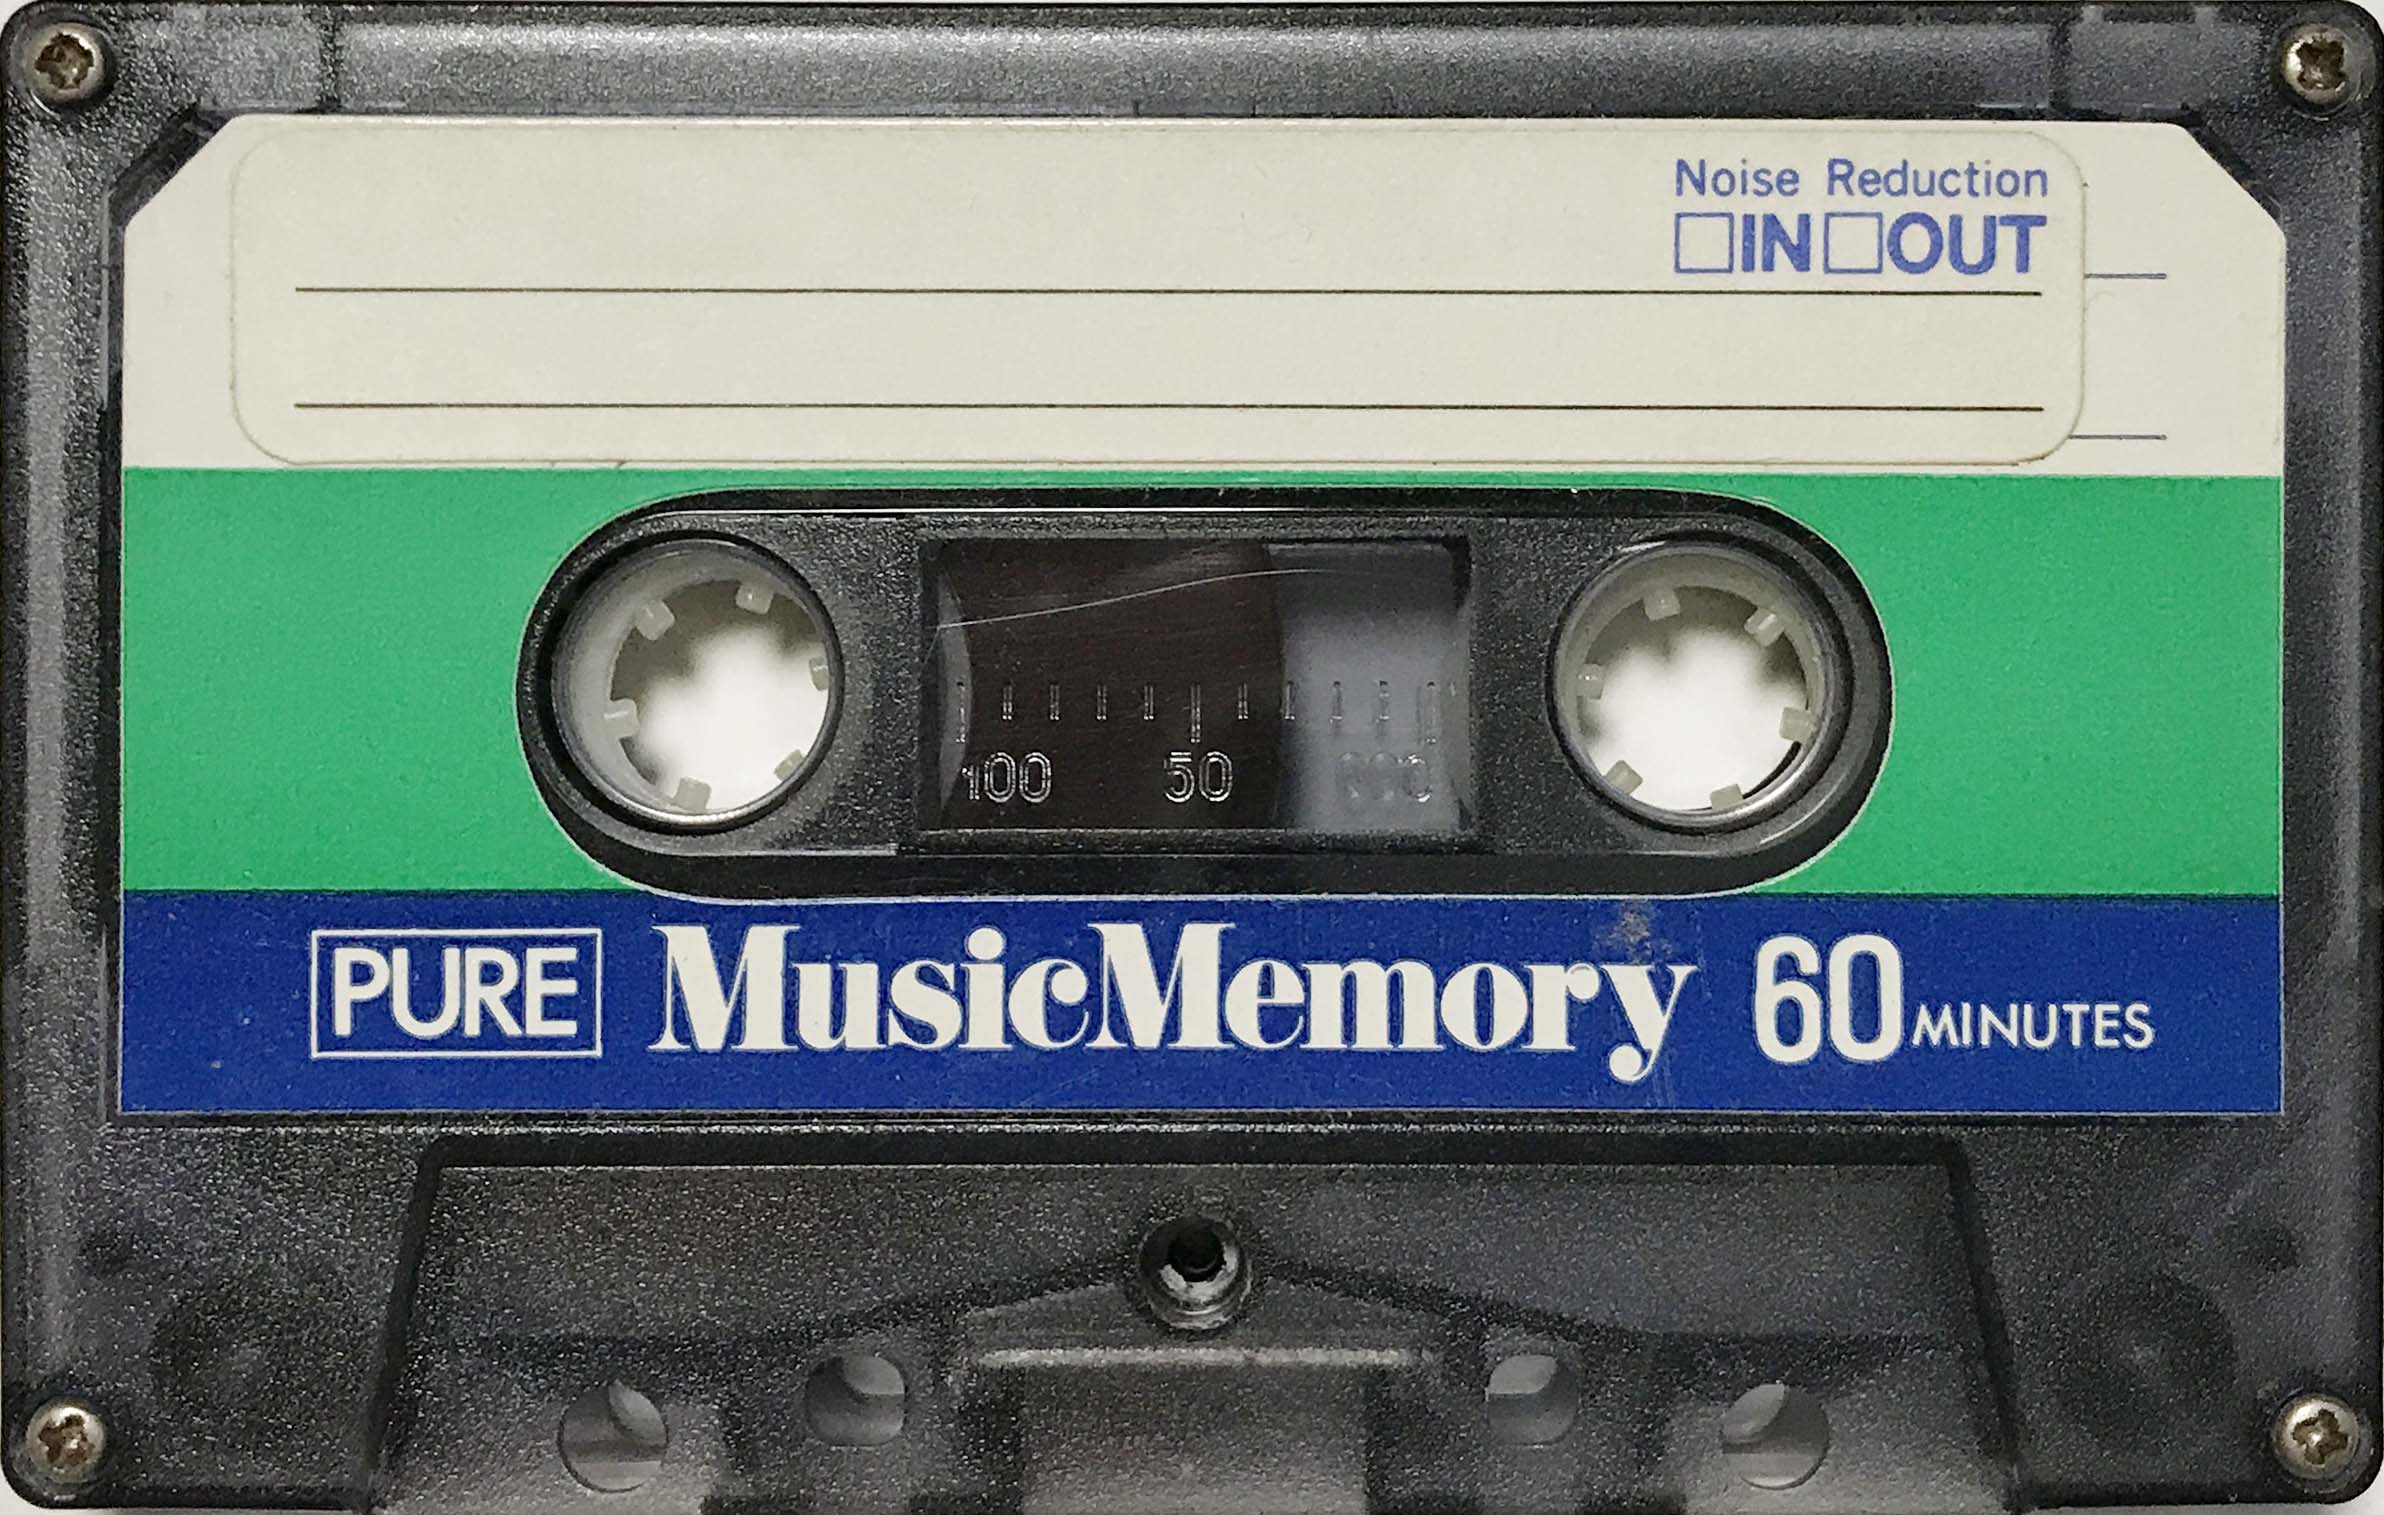 Noise Reduction
□IN □OUT
100 50
PURE MusicMemory 60 MINUTES